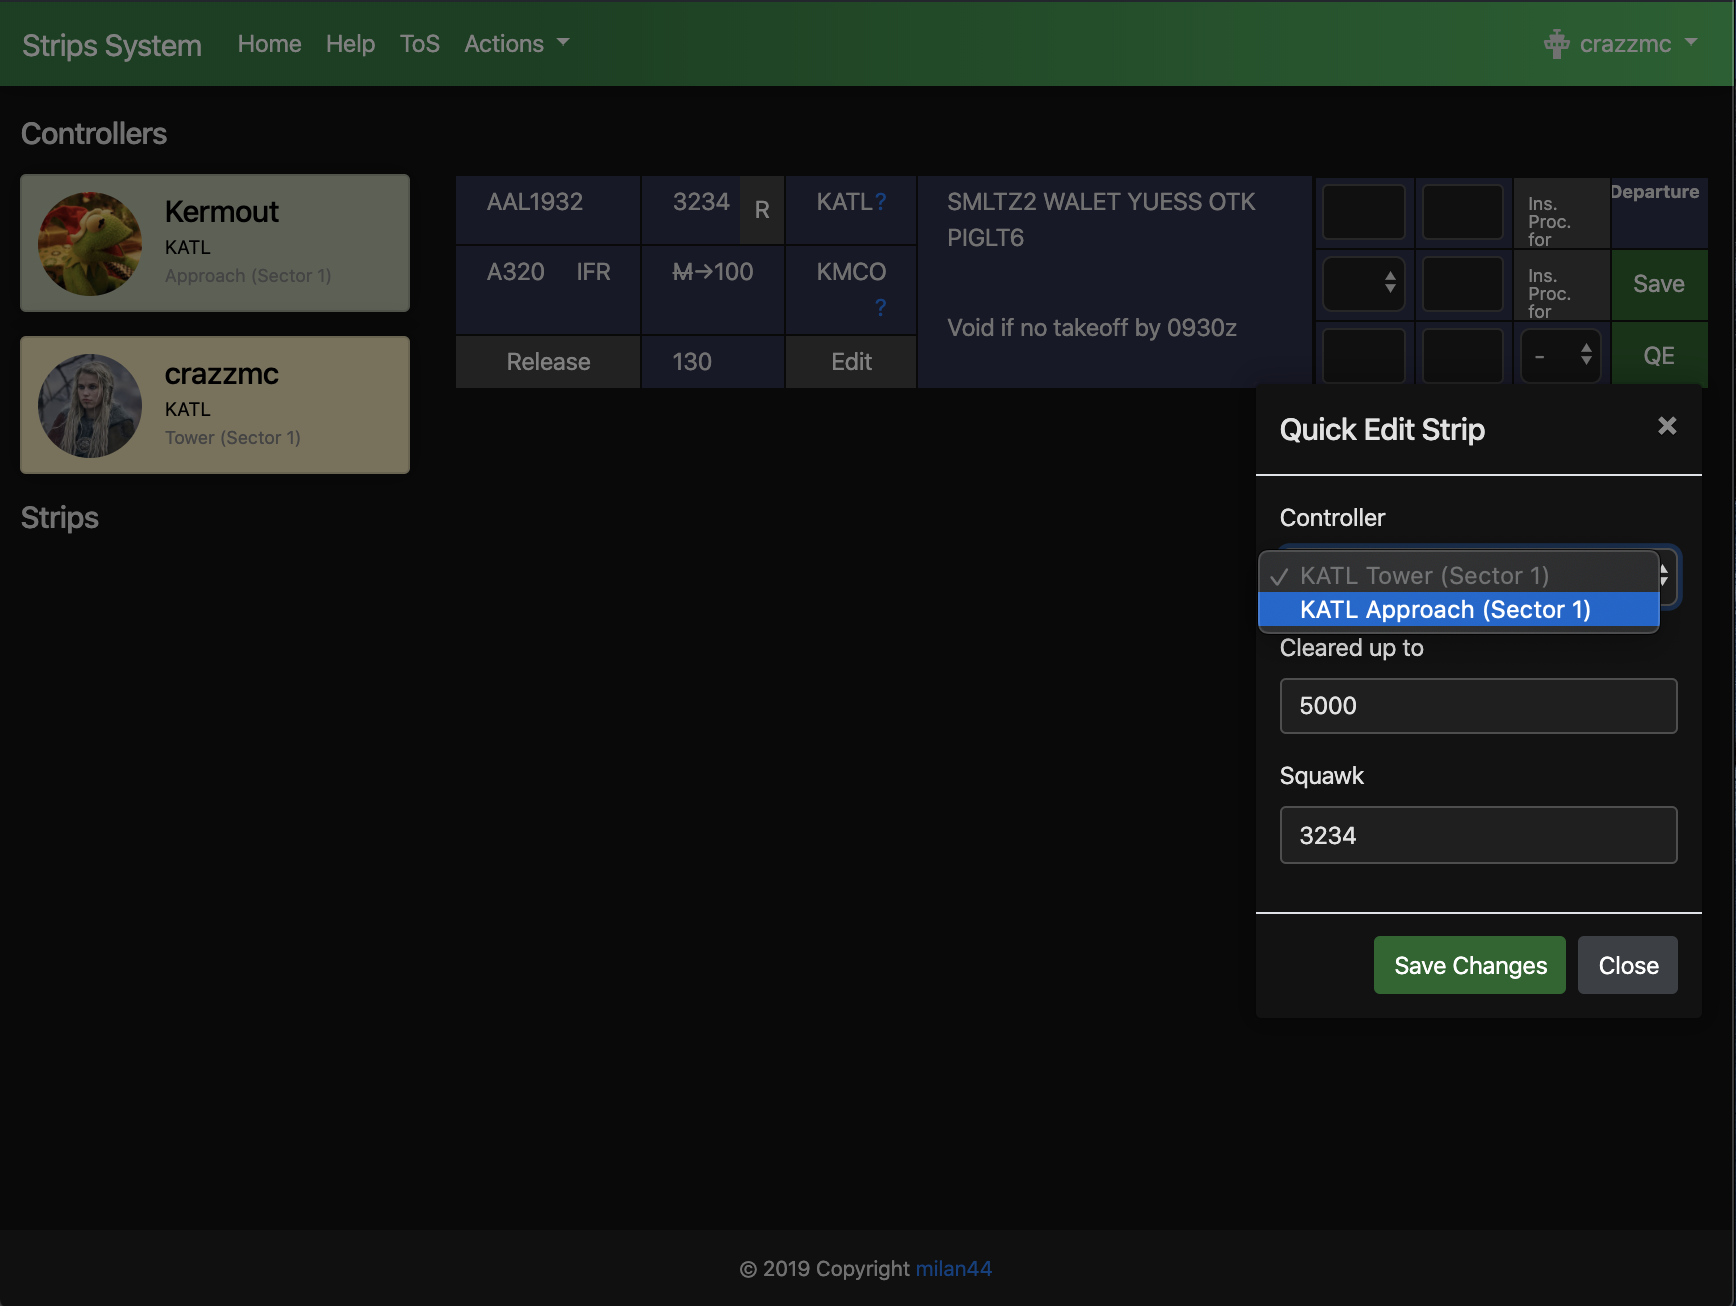 Strips System Home Help ToS Actions crazzmc
Controllers
Kermout
KATL
Approach (Sector 1)
crazzmc
KATL
Tower (Sector 1)
Strips
AAL1932 3234 R KATL?
SMLTZ2 WALET YUESS OTK
PIGLT6
A320 IFR M→100 KMCO
?
Void if no takeoff by 0930z
Release 130 Edit
Ins.
Proc.
for
Departure
Ins.
Proc.
for
Save
-
QE
Quick Edit Strip ×
Controller
✓ KATL Tower (Sector 1)
KATL Approach (Sector 1)
Cleared up to
5000
Squawk
3234
Save Changes Close
© 2019 Copyright milan44